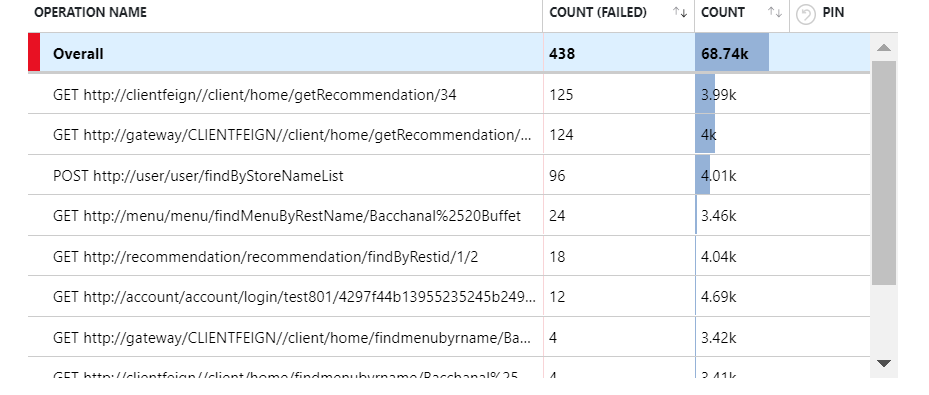 OPERATION NAME COUNT (FAILED) ↑↓ COUNT ↑↓ PIN
Overall 438 68.74k
GET http://clientfeign//client/home/getRecommendation/34 125 3.99k
GET http://gateway/CLIENTFEIGN//client/home/getRecommendation/... 124 4k
POST http://user/user/findByStoreNameList 96 4.01k
GET http://menu/menu/findMenuByRestName/Bacchanal%2520Buffet 24 3.46k
GET http://recommendation/recommendation/findByRestid/1/2 18 4.04k
GET http://account/account/login/test801/4297f44b13955235245b249... 12 4.69k
GET http://gateway/CLIENTFEIGN//client/home/findmenubyrname/Ba... 4 3.42k
GET http://clientfeign//client/home/findmenubyrname/Bacchanal%25... 4 3.41k